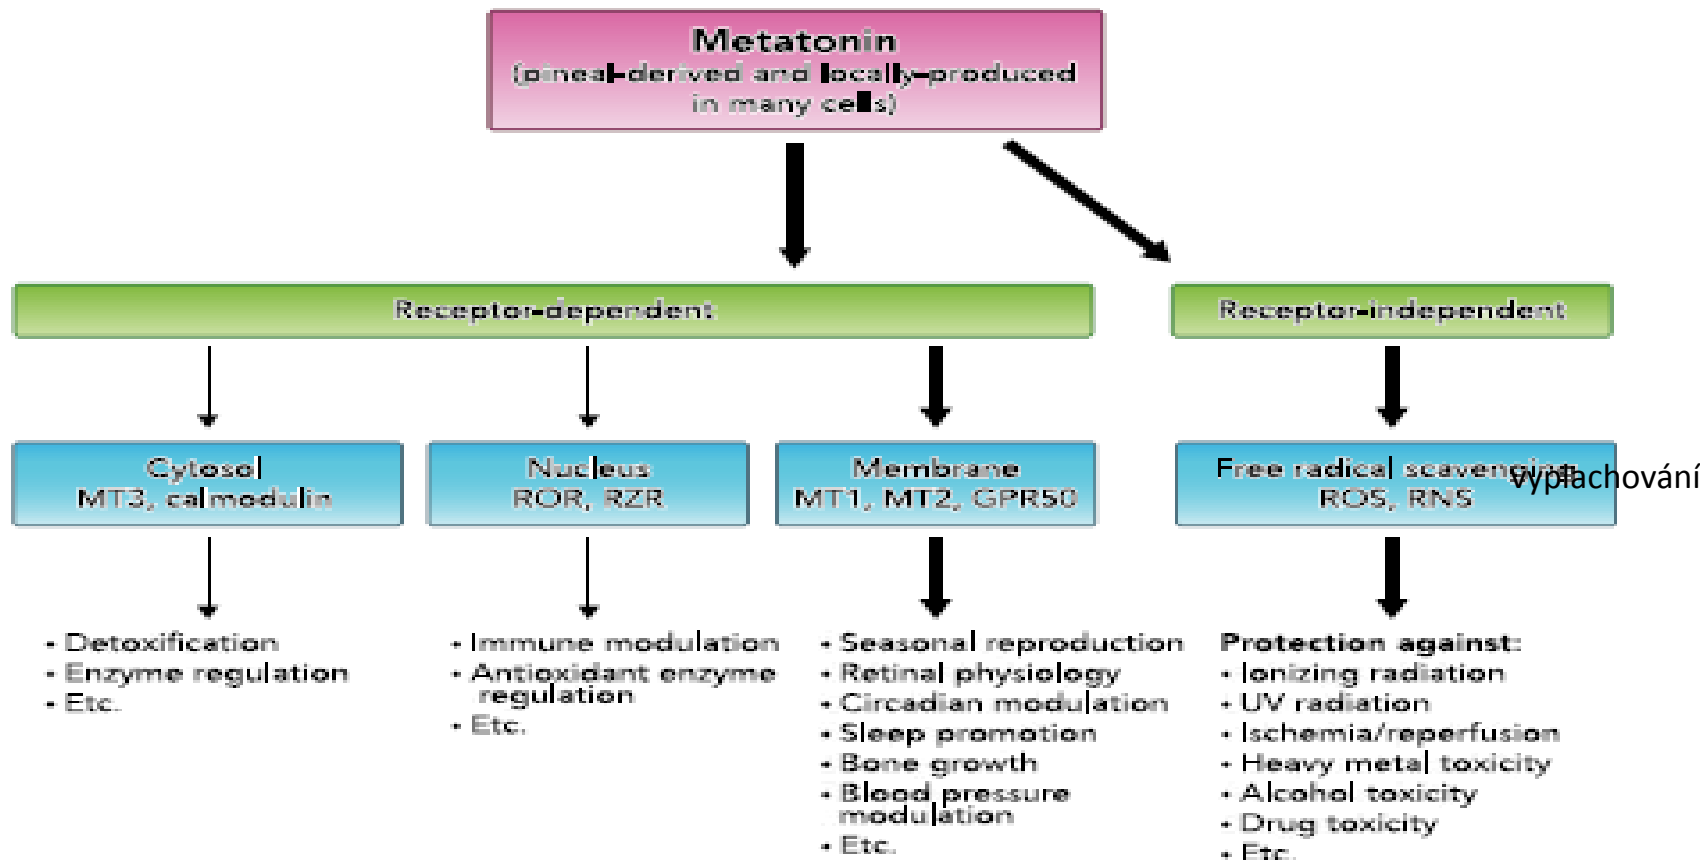 Metatonin
(pineal-derived and locally-produced
in many cells)
Receptor-dependent
Receptor-independent
Cytosol
MT3, calmodulin
Nucleus
ROR, RZR
Membrane
MT1, MT2, GPR50
Free radical scavenging
ROS, RNS
vyplachování
• Detoxification
• Enzyme regulation
• Etc.
• Immune modulation
• Antioxidant enzyme
regulation
• Etc.
• Seasonal reproduction
• Retinal physiology
• Circadian modulation
• Sleep promotion
• Bone growth
• Blood pressure
modulation
• Etc.
Protection against:
• Ionizing radiation
• UV radiation
• Ischemia/reperfusion
• Heavy metal toxicity
• Alcohol toxicity
• Drug toxicity
• Etc.